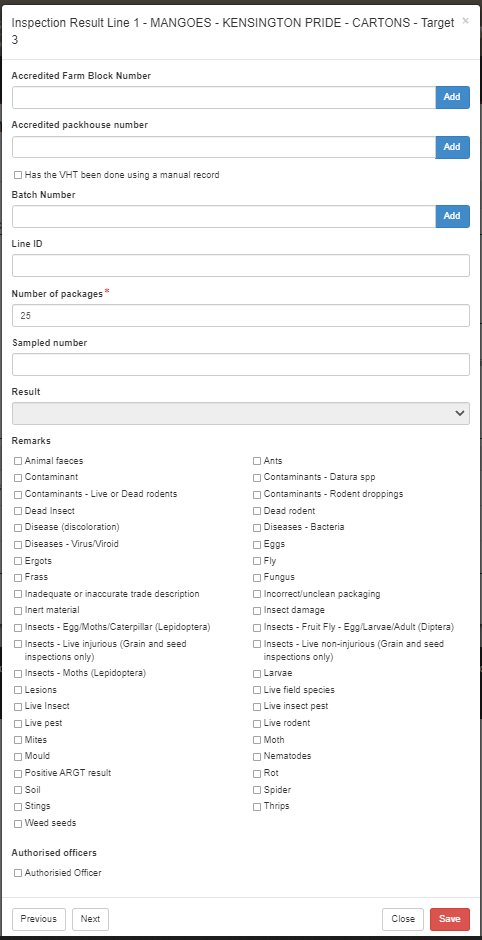 Inspection Result Line 1 - MANGOES - KENSINGTON PRIDE - CARTONS - Target ×
3
Accredited Farm Block Number
Add
Accredited packhouse number
Add
Has the VHT been done using a manual record
Batch Number
Add
Line ID
Number of packages*
25
Sampled number
Result
Remarks
Animal faeces Ants
Contaminant Contaminants - Datura spp
Contaminants - Live or Dead rodents Contaminants - Rodent droppings
Dead Insect Dead rodent
Disease (discoloration) Diseases - Bacteria
Diseases - Virus/Viroid Eggs
Ergots Fly
Frass Fungus
Inadequate or inaccurate trade description Incorrect/unclean packaging
Inert material Insect damage
Insects - Egg/Moths/Caterpillar (Lepidoptera) Insects - Fruit Fly - Egg/Larvae/Adult (Diptera)
Insects - Live injurious (Grain and seed Insects - Live non-injurious (Grain and seed
inspections only) inspections only)
Insects - Moths (Lepidoptera) Larvae
Lesions Live field species
Live Insect Live insect pest
Live pest Live rodent
Mites Moth
Mould Nematodes
Positive ARGT result Rot
Soil Spider
Stings Thrips
Weed seeds
Authorised officers
Authorisied Officer
Previous Next Close Save